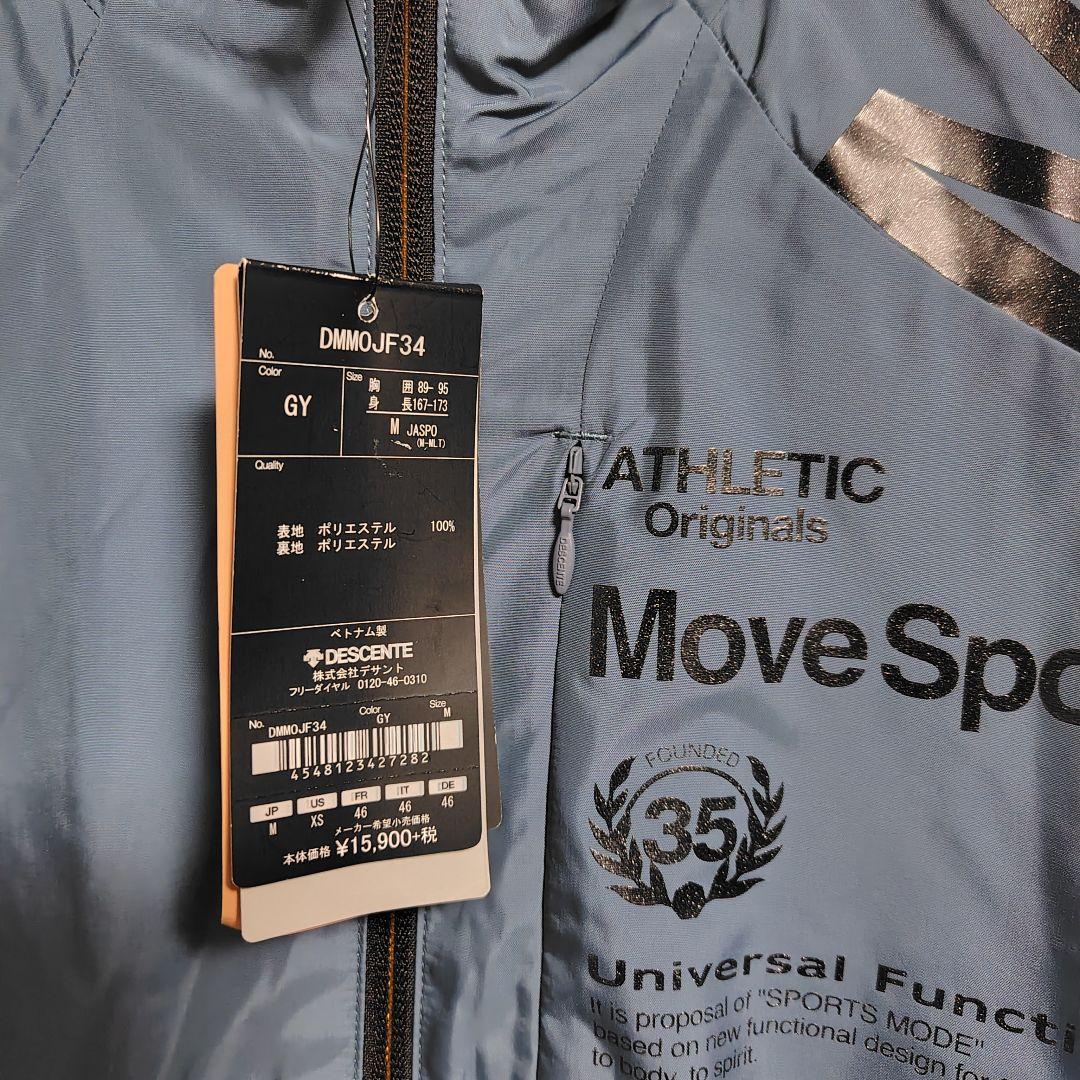 No. DMMOJF34
Color GY
Size 胸 囲 89- 95
身 長167-173
M JASPO
(M-MLT)
Quality
表地 ポリエステル 100%
裏地 ポリエステル
ベトナム製
DESCENTE
株式会社デサント
フリーダイヤル 0120-46-0310
No. DMMOJF34 Color GY Size M
4548123427282
JP US FR IT DE
M XS 46 46 46
メーカー希望小売価格
本体価格 ¥15,900+税
DESCENTE
ATHLETIC
Originals
Move Spo
FOUNDED
35
Universal Functi
It is proposal of "SPORTS MODE"
based on new functional design for
to body, to spirit.